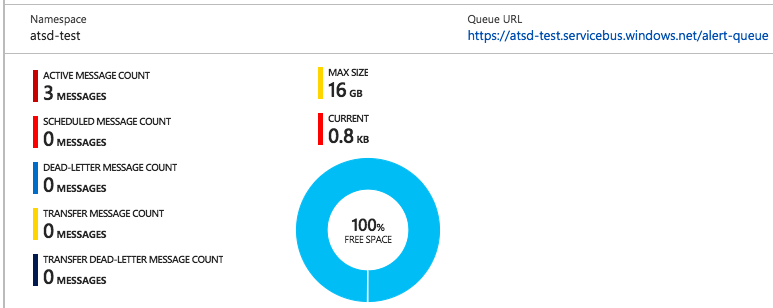 Namespace
atsd-test
Queue URL
https://atsd-test.servicebus.windows.net/alert-queue
ACTIVE MESSAGE COUNT
3 MESSAGES
SCHEDULED MESSAGE COUNT
0 MESSAGES
DEAD-LETTER MESSAGE COUNT
0 MESSAGES
TRANSFER MESSAGE COUNT
0 MESSAGES
TRANSFER DEAD-LETTER MESSAGE COUNT
0 MESSAGES
MAX SIZE
16 GB
CURRENT
0.8 KB
100%
FREE SPACE